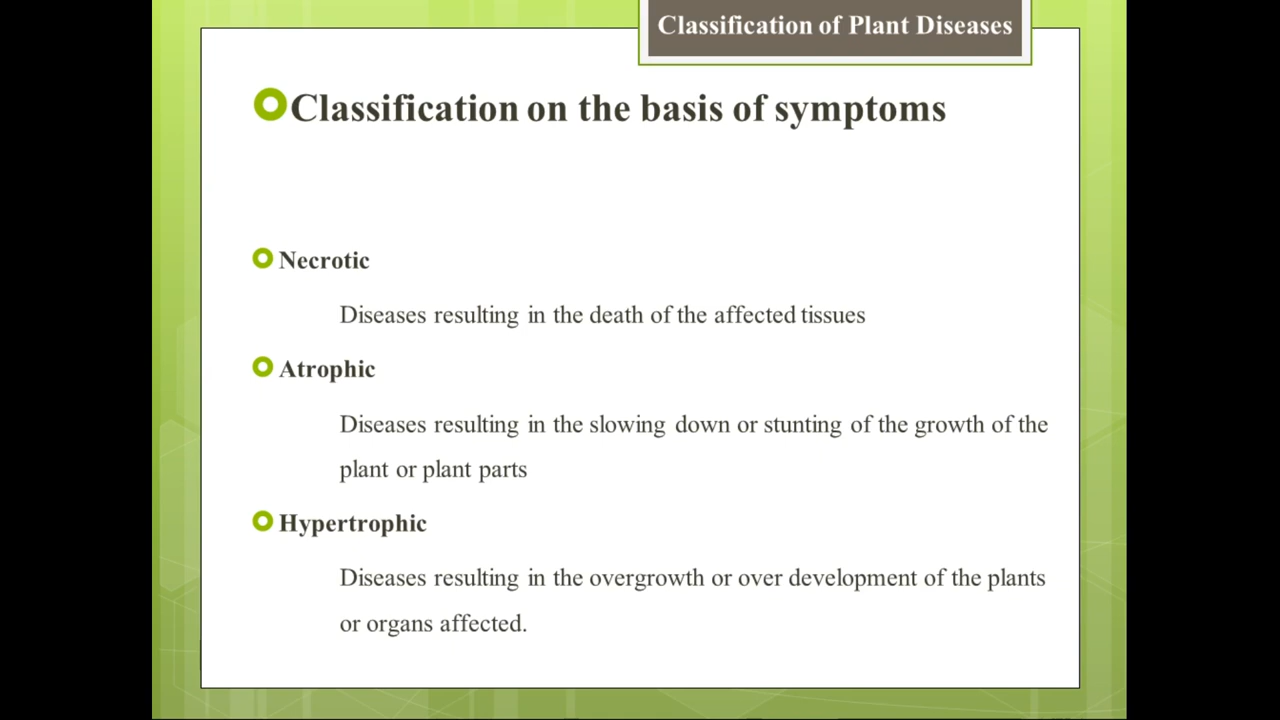 Classification of Plant Diseases
Classification on the basis of symptoms
Necrotic
Diseases resulting in the death of the affected tissues
Atrophic
Diseases resulting in the slowing down or stunting of the growth of the
plant or plant parts
Hypertrophic
Diseases resulting in the overgrowth or over development of the plants
or organs affected.